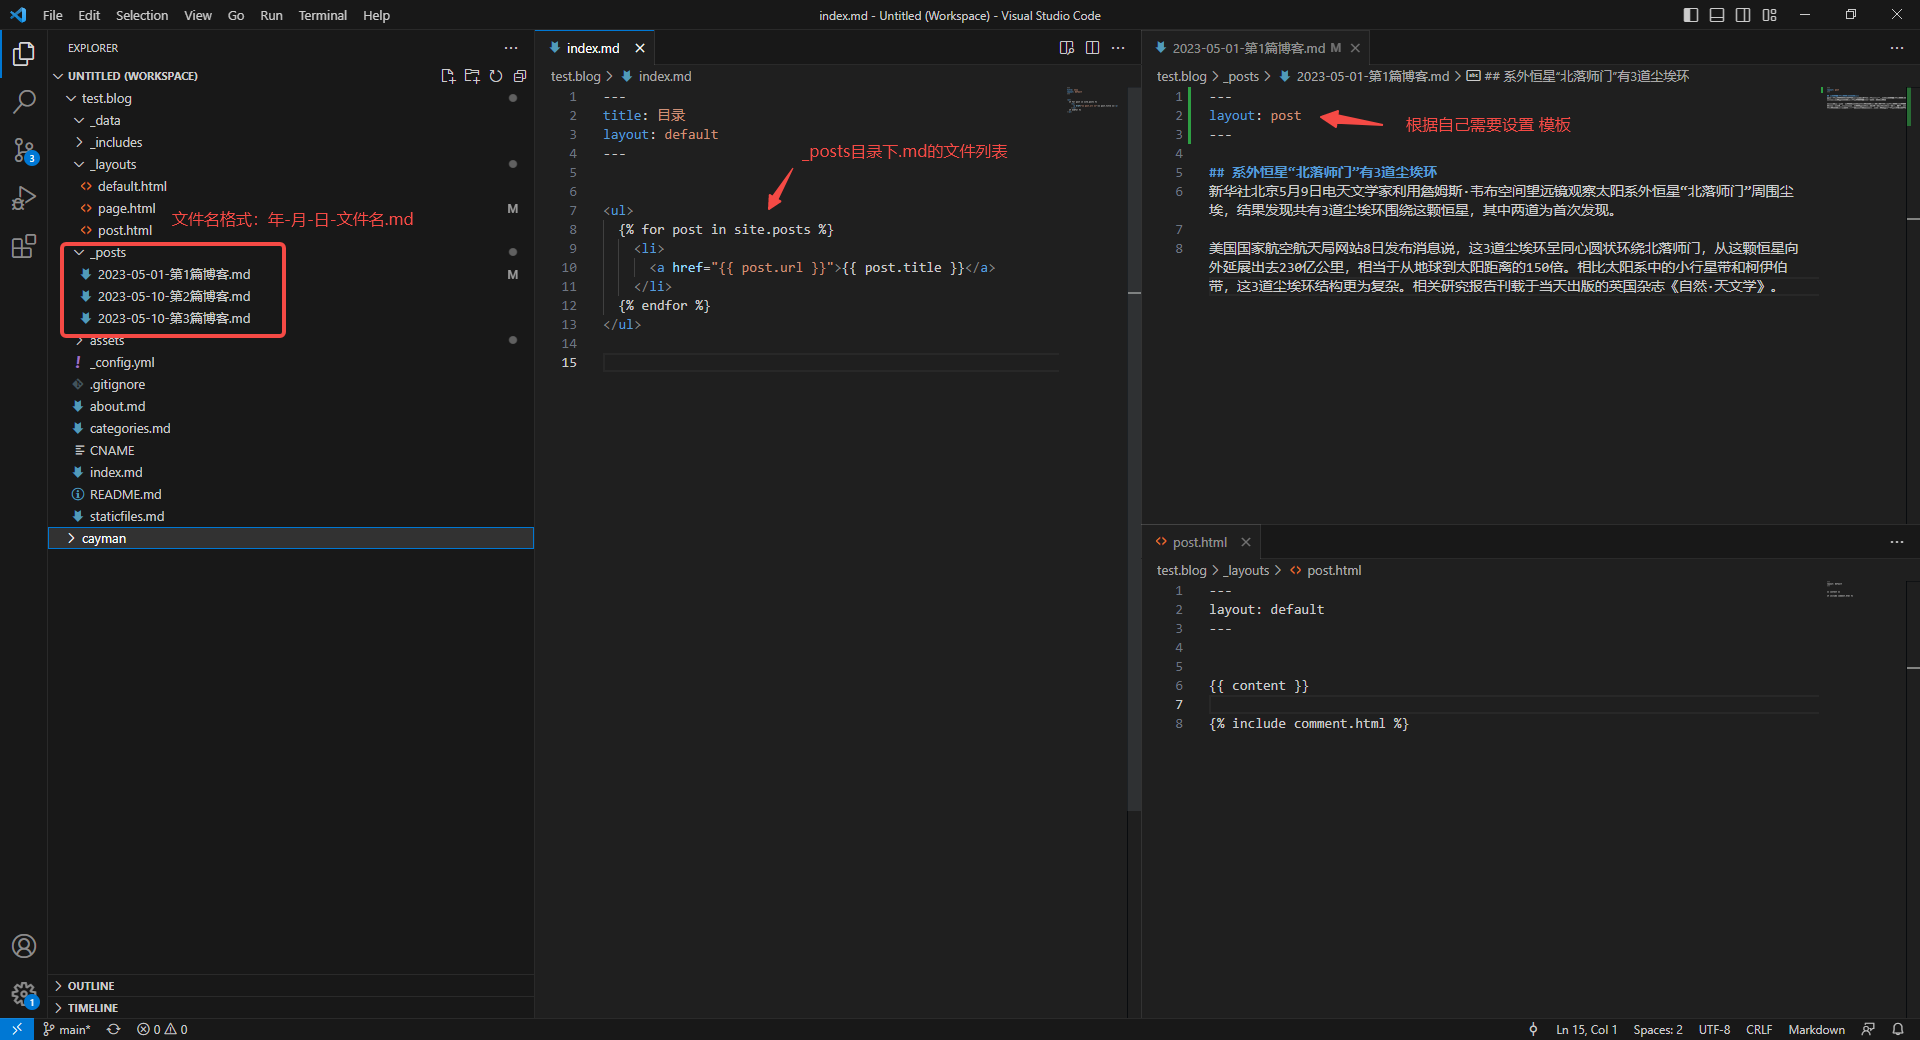 File Edit Selection View Go Run Terminal Help
index.md - Untitled (Workspace) - Visual Studio Code
EXPLORER
UNTITLED (WORKSPACE)
test.blog
_data
_includes
_layouts
default.html
page.html M
post.html
文件名格式：年-月-日-文件名.md
_posts
2023-05-01-第1篇博客.md M
2023-05-10-第2篇博客.md
2023-05-10-第3篇博客.md
assets
_config.yml
.gitignore
about.md
categories.md
CNAME
index.md
README.md
staticfiles.md
cayman
OUTLINE
TIMELINE
3
1
index.md
test.blog > index.md
1 ---
2 title: 目录
3 layout: default
4 ---
5
6
7 <ul>
8 {% for post in site.posts %}
9 <li>
10 <a href="{{ post.url }}">{{ post.title }}</a>
11 </li>
12 {% endfor %}
13 </ul>
14
15
_posts目录下.md的文件列表
2023-05-01-第1篇博客.md M
test.blog > _posts > 2023-05-01-第1篇博客.md > ## 系外恒星“北落师门”有3道尘埃环
1 ---
2 layout: post
3 ---
根据自己需要设置 模板
4
5 ## 系外恒星“北落师门”有3道尘埃环
6 新华社北京5月9日电天文学家利用詹姆斯·韦布空间望远镜观察太阳系外恒星“北落师门”周围尘
埃，结果发现共有3道尘埃环围绕这颗恒星，其中两道为首次发现。
7
8 美国国家航空航天局网站8日发布消息说，这3道尘埃环呈同心圆状环绕北落师门，从这颗恒星向
外延展出去230亿公里，相当于从地球到太阳距离的150倍。相比太阳系中的小行星带和柯伊伯
带，这3道尘埃环结构更为复杂。相关研究报告刊载于当天出版的英国杂志《自然·天文学》。
post.html
test.blog > _layouts > post.html
1 ---
2 layout: default
3 ---
4
5
6 {{ content }}
7
8 {% include comment.html %}
main* 0 0
Ln 15, Col 1 Spaces: 2 UTF-8 CRLF Markdown